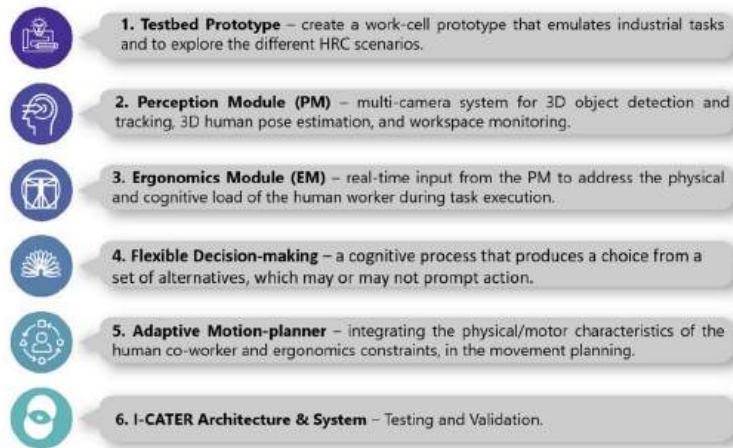 1. Testbed Prototype – create a work-cell prototype that emulates industrial tasks
and to explore the different HRC scenarios.
2. Perception Module (PM) – multi-camera system for 3D object detection and
tracking, 3D human pose estimation, and workspace monitoring.
3. Ergonomics Module (EM) – real-time input from the PM to address the physical
and cognitive load of the human worker during task execution.
4. Flexible Decision-making – a cognitive process that produces a choice from a
set of alternatives, which may or may not prompt action.
5. Adaptive Motion-planner – integrating the physical/motor characteristics of the
human co-worker and ergonomics constraints, in the movement planning.
6. I-CATER Architecture & System – Testing and Validation.